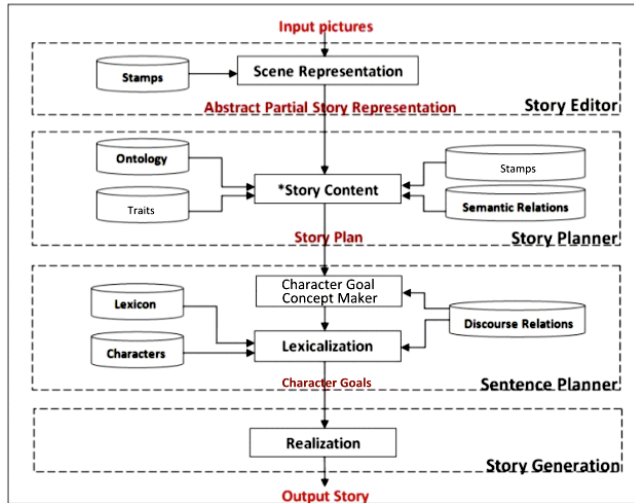 Input pictures
Stamps
Scene Representation
Abstract Partial Story Representation
Story Editor
Ontology
Traits
*Story Content
Stamps
Semantic Relations
Story Plan
Story Planner
Character Goal
Concept Maker
Lexicon
Discourse Relations
Characters
Lexicalization
Character Goals
Sentence Planner
Realization
Story Generation
Output Story